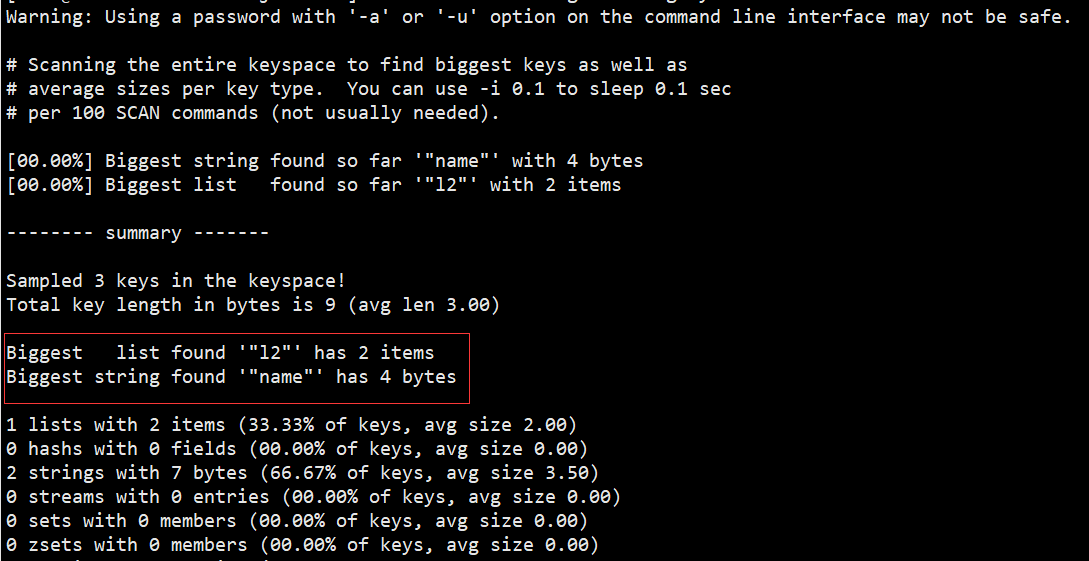 Warning: Using a password with '-a' or '-u' option on the command line interface may not be safe.
# Scanning the entire keyspace to find biggest keys as well as
# average sizes per key type.  You can use -i 0.1 to sleep 0.1 sec
# per 100 SCAN commands (not usually needed).
[00.00%] Biggest string found so far '"name"' with 4 bytes
[00.00%] Biggest list   found so far '"l2"' with 2 items
-------- summary -------
Sampled 3 keys in the keyspace!
Total key length in bytes is 9 (avg len 3.00)
Biggest   list found '"l2"' has 2 items
Biggest string found '"name"' has 4 bytes
1 lists with 2 items (33.33% of keys, avg size 2.00)
0 hashs with 0 fields (00.00% of keys, avg size 0.00)
2 strings with 7 bytes (66.67% of keys, avg size 3.50)
0 streams with 0 entries (00.00% of keys, avg size 0.00)
0 sets with 0 members (00.00% of keys, avg size 0.00)
0 zsets with 0 members (00.00% of keys, avg size 0.00)